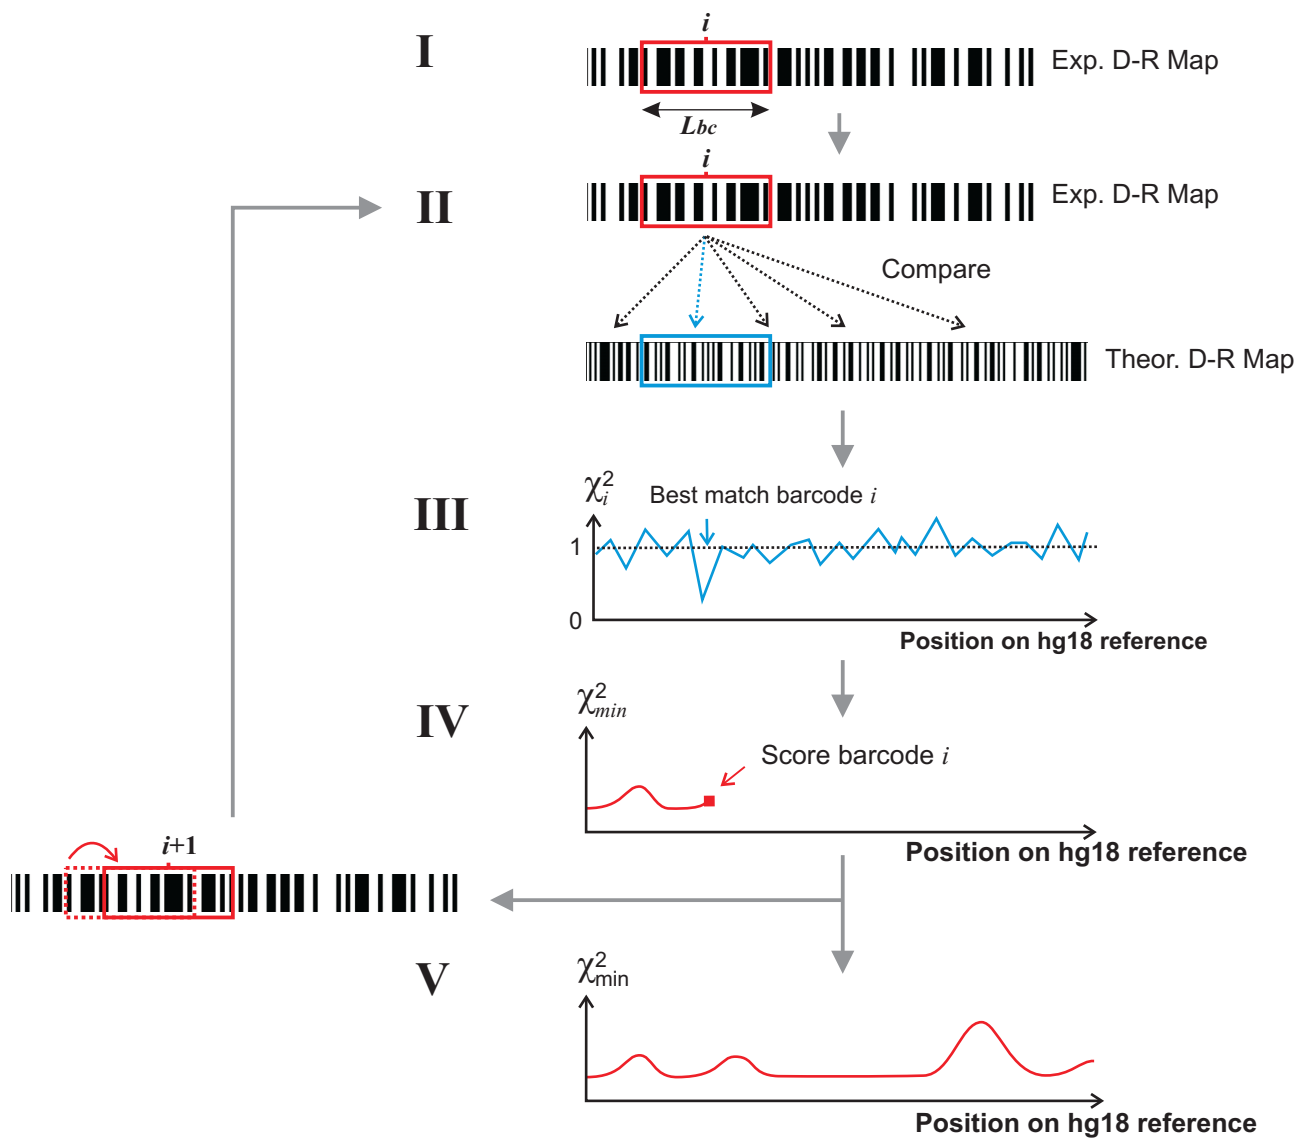 I
i
Exp. D-R Map
Lbc
II
i
Exp. D-R Map
Compare
Theor. D-R Map
III
χ²ᵢ
Best match barcode i
1
0
Position on hg18 reference
IV
χ²min
Score barcode i
Position on hg18 reference
i+1
V
χ²min
Position on hg18 reference